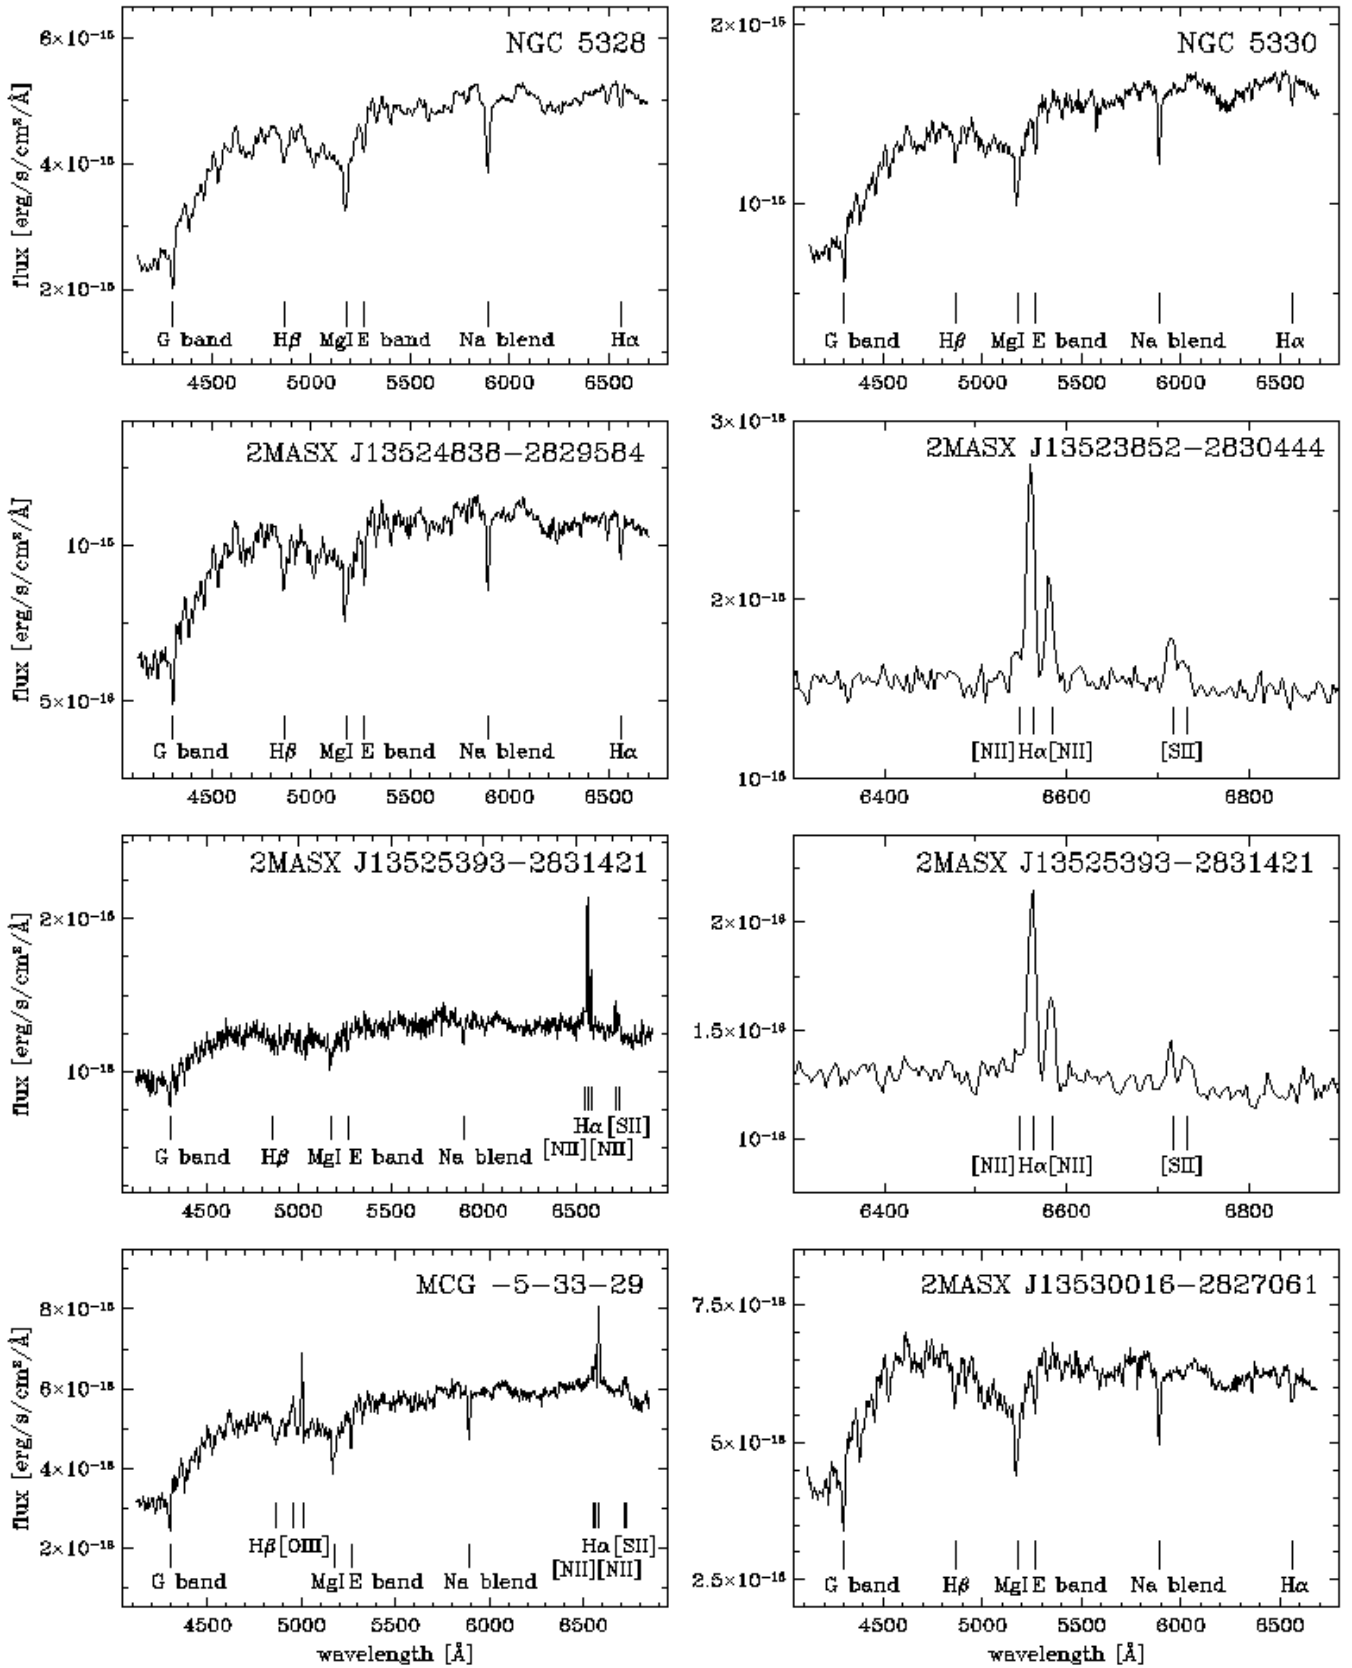 NGC 5328
6×10⁻¹⁵
4×10⁻¹⁵
2×10⁻¹⁵
flux [erg/s/cm²/Å]
G band Hβ MgI E band Na blend Hα
4500 5000 5500 6000 6500
NGC 5330
2×10⁻¹⁵
10⁻¹⁵
G band Hβ MgI E band Na blend Hα
4500 5000 5500 6000 6500
2MASX J13524838−2829584
10⁻¹⁵
5×10⁻¹⁶
flux [erg/s/cm²/Å]
G band Hβ MgI E band Na blend Hα
4500 5000 5500 6000 6500
2MASX J13523852−2830444
3×10⁻¹⁶
2×10⁻¹⁶
10⁻¹⁶
[NII] Hα [NII] [SII]
6400 6600 6800
2MASX J13525393−2831421
2×10⁻¹⁶
10⁻¹⁶
flux [erg/s/cm²/Å]
Hα [SII]
[NII] [NII]
G band Hβ MgI E band Na blend
4500 5000 5500 6000 6500
2MASX J13525393−2831421
2×10⁻¹⁶
1.5×10⁻¹⁶
10⁻¹⁶
[NII] Hα [NII] [SII]
6400 6600 6800
MCG −5−33−29
8×10⁻¹⁶
6×10⁻¹⁶
4×10⁻¹⁶
2×10⁻¹⁶
flux [erg/s/cm²/Å]
Hβ [OIII] Hα [SII]
[NII] [NII]
G band MgI E band Na blend
4500 5000 5500 6000 6500
wavelength [Å]
2MASX J13530016−2827061
7.5×10⁻¹⁶
5×10⁻¹⁶
2.5×10⁻¹⁶
G band Hβ MgI E band Na blend Hα
4500 5000 5500 6000 6500
wavelength [Å]